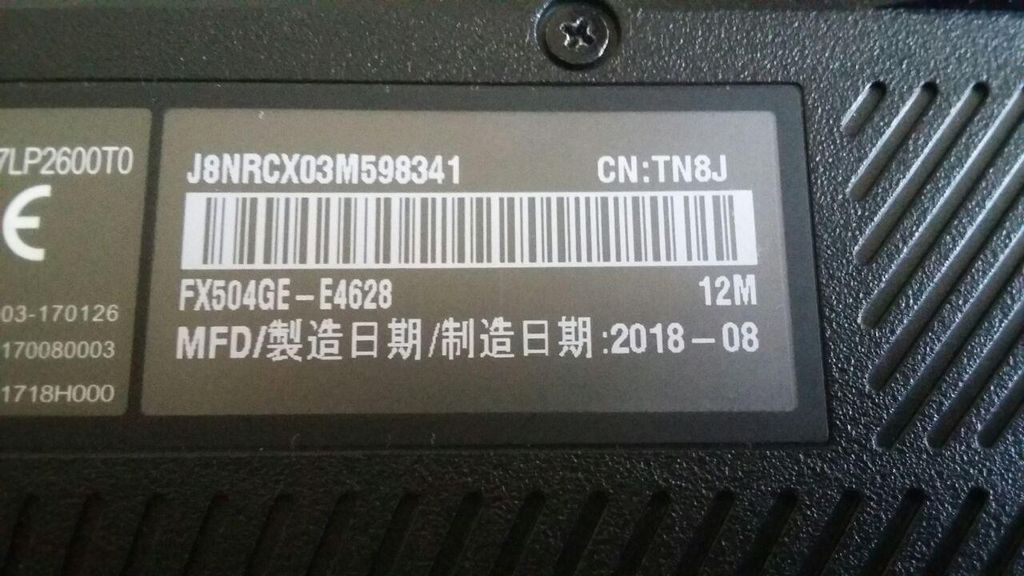 7LP2600T0
CE
03-170126
170080003
1718H000
J8NRCX03M598341 CN:TN8J
FX504GE-E4628 12M
MFD/製造日期/制造日期:2018-08